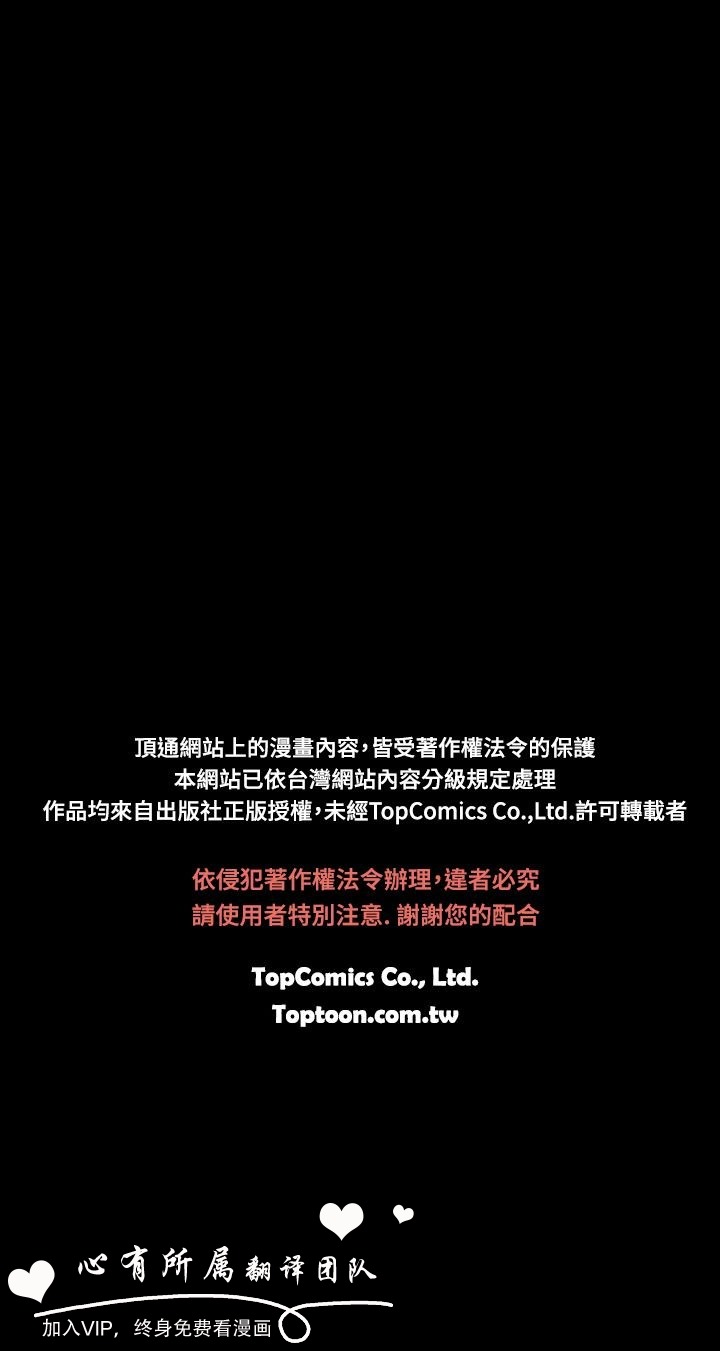 頂通網站上的漫畫內容，皆受著作權法令的保護
本網站已依台灣網站內容分級規定處理
作品均來自出版社正版授權，未經TopComics Co.,Ltd.許可轉載者
依侵犯著作權法令辦理，違者必究
請使用者特別注意. 謝謝您的配合
TopComics Co., Ltd.
Toptoon.com.tw
心有所属翻译团队
加入VIP，终身免费看漫画